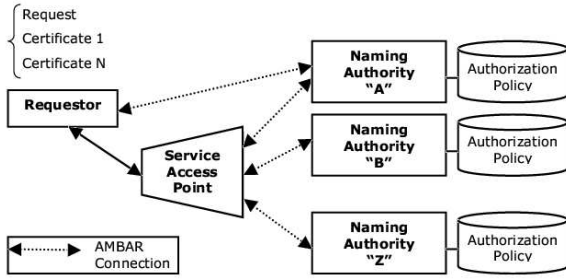 Request
Certificate 1
Certificate N
Requestor
Service
Access
Point
Naming
Authority
“A”
Authorization
Policy
Naming
Authority
“B”
Authorization
Policy
Naming
Authority
“Z”
Authorization
Policy
AMBAR
Connection